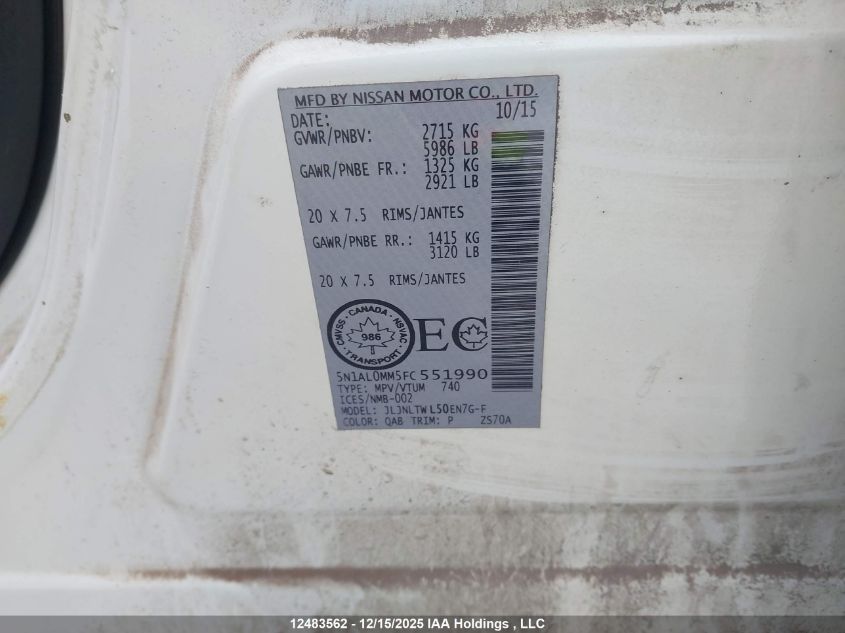 MFD BY NISSAN MOTOR CO., LTD.
DATE: 10/15
GVWR/PNBV: 2715 KG
5986 LB
GAWR/PNBE FR.: 1325 KG
2921 LB
20 X 7.5 RIMS/JANTES
GAWR/PNBE RR.: 1415 KG
3120 LB
20 X 7.5 RIMS/JANTES
CANADA
CMVSS · NSVAC
986
TRANSPORT
EC
5N1AL0MM5FC551990
TYPE: MPV/VTUM 740
ICES/NMB-002
MODEL: JLJNLTWL50EN7G-F
COLOR: QAB TRIM: P ZS70A
12483562 - 12/15/2025 IAA Holdings , LLC